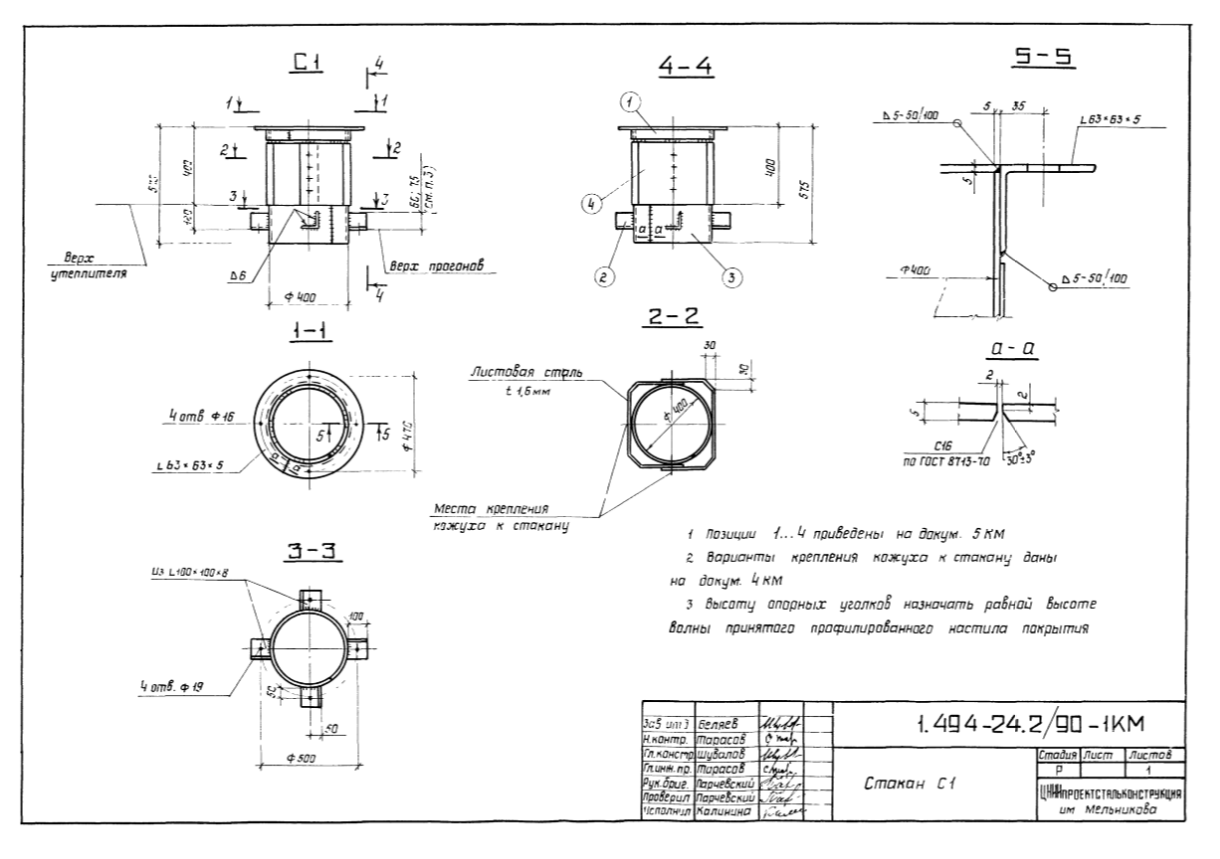 С1
4
1
1
2
2
3
3
400
60; 75
см. п. 3)
Верх
утеплителя
Δ6
Верх прогонов
ф 400
4
4-4
1
4
а
а
2
3
400
575
5-5
Δ 5-50/100
5
35
∟63×63×5
5
ф400
Δ 5-50/100
1-1
4 отв ф16
∟63×63×5
5
5
а
а
ф 470
2-2
30
30
Листовая сталь
t 1,6мм
ф 400
Места крепления
кожуха к стакану
а-а
2
2
5
С16
по ГОСТ 8713-70
30°±3°
3-3
Из ∟100×100×8
100
4 отв. ф19
50
50
ф 500
1 Позиции 1...4 приведены на докум. 5 КМ
2 Варианты крепления кожуха к стакану даны
на докум. 4 КМ
3 Высоту опорных уголков назначать равной высоте
волны принятого профилированного настила покрытия
Зав. Беляев
Н.контр. Тарасов
Гл.констр. Шувалов
Гл.инж. пр. Тарасов
Рук. бриг. Парчевский
Проверил Парчевский
Исполнил Калинина
1.494-24.2/90-1КМ
Стакан С1
Стадия Лист Листов
Р 1
ЦНИИпроектстальконструкция
им Мельникова